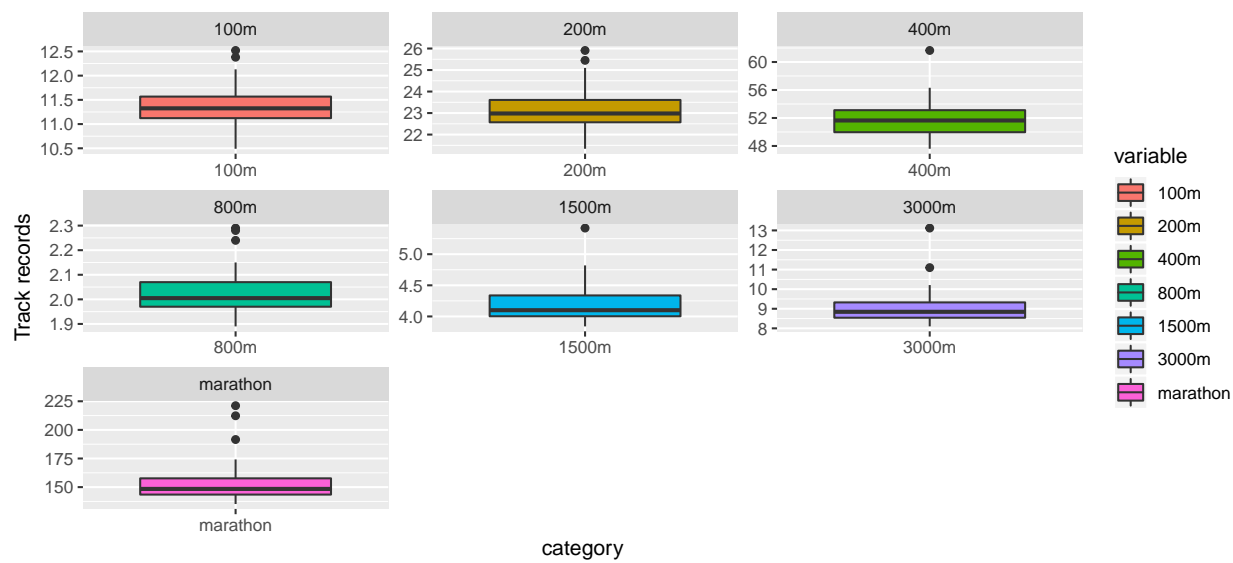 100m
12.5
12.0
11.5
11.0
10.5
100m
200m
26
25
24
23
22
200m
400m
60
56
52
48
400m
800m
2.3
2.2
2.1
2.0
1.9
800m
1500m
5.0
4.5
4.0
1500m
3000m
13
12
11
10
9
8
3000m
marathon
225
200
175
150
marathon
Track records
category
variable
100m
200m
400m
800m
1500m
3000m
marathon